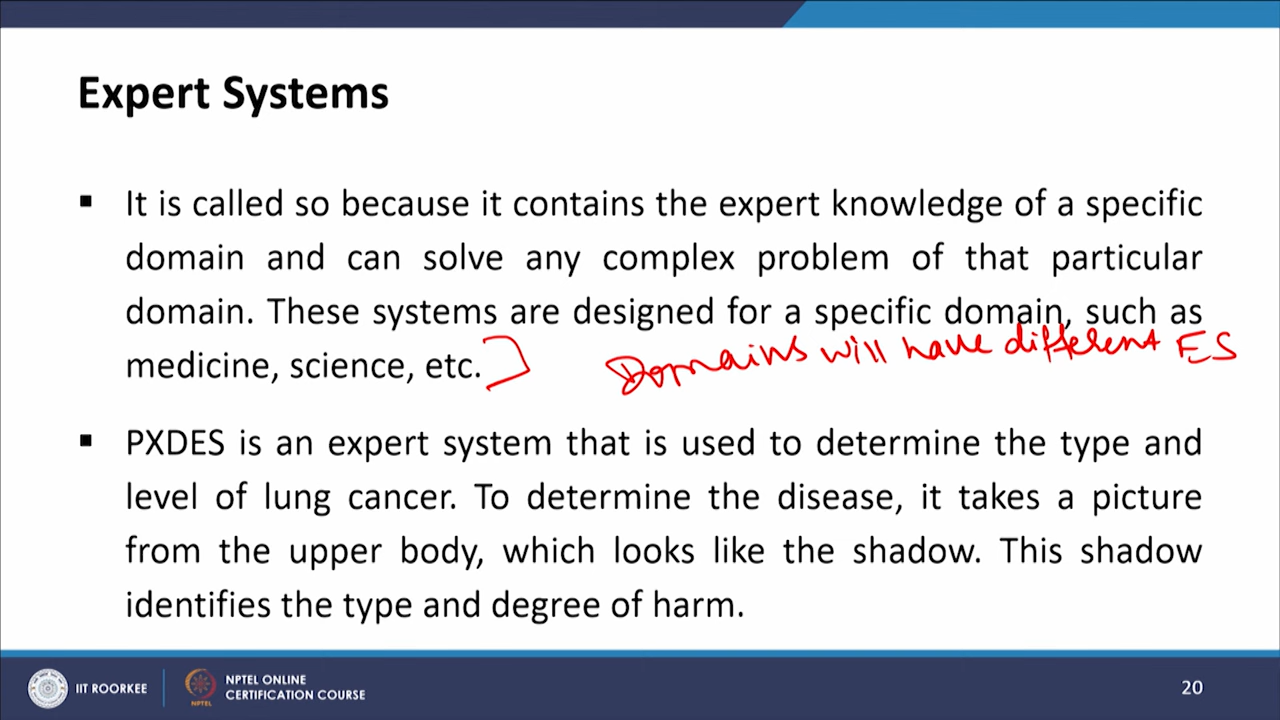 Expert Systems
▪ It is called so because it contains the expert knowledge of a specific
domain and can solve any complex problem of that particular
domain. These systems are designed for a specific domain, such as
medicine, science, etc.
Domains will have different ES
▪ PXDES is an expert system that is used to determine the type and
level of lung cancer. To determine the disease, it takes a picture
from the upper body, which looks like the shadow. This shadow
identifies the type and degree of harm.
IIT ROORKEE
NPTEL
NPTEL ONLINE
CERTIFICATION COURSE
20